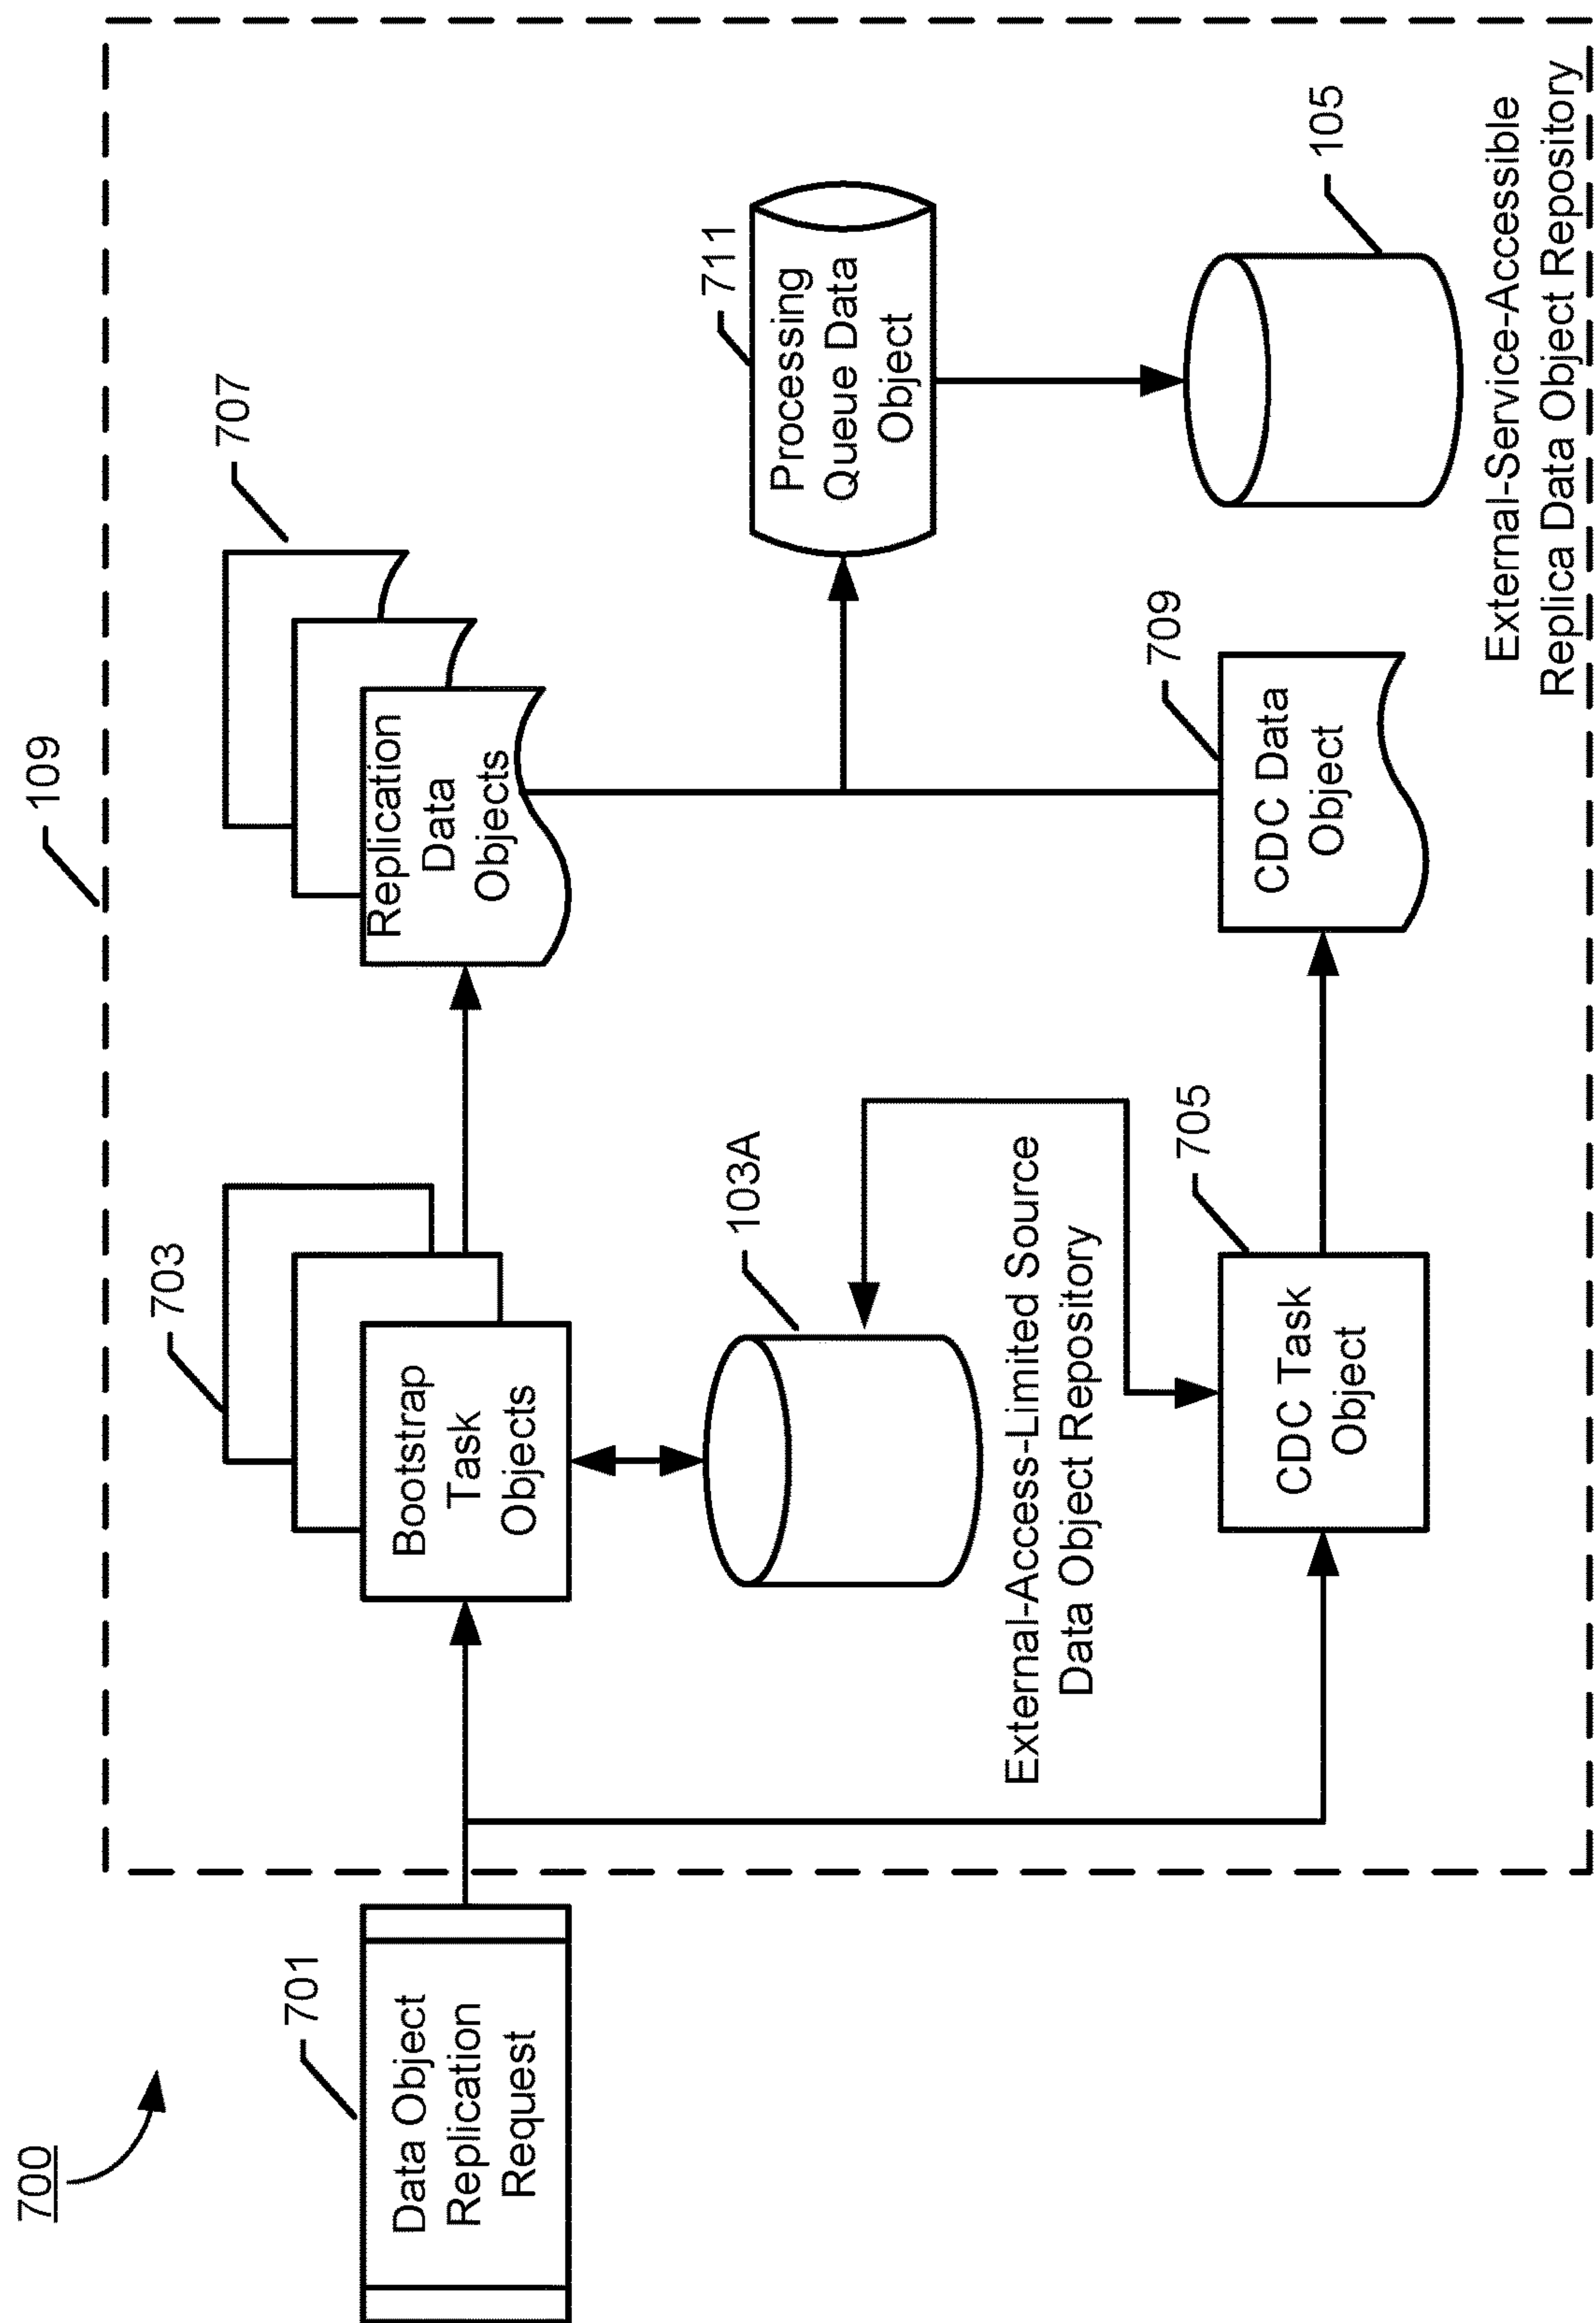 700
109
701
Data Object
Replication
Request
703
Bootstrap
Task
Objects
707
Replication
Data
Objects
103A
External-Access-Limited Source
Data Object Repository
711
Processing
Queue Data
Object
705
CDC Task
Object
709
CDC Data
Object
105
External-Service-Accessible
Replica Data Object Repository